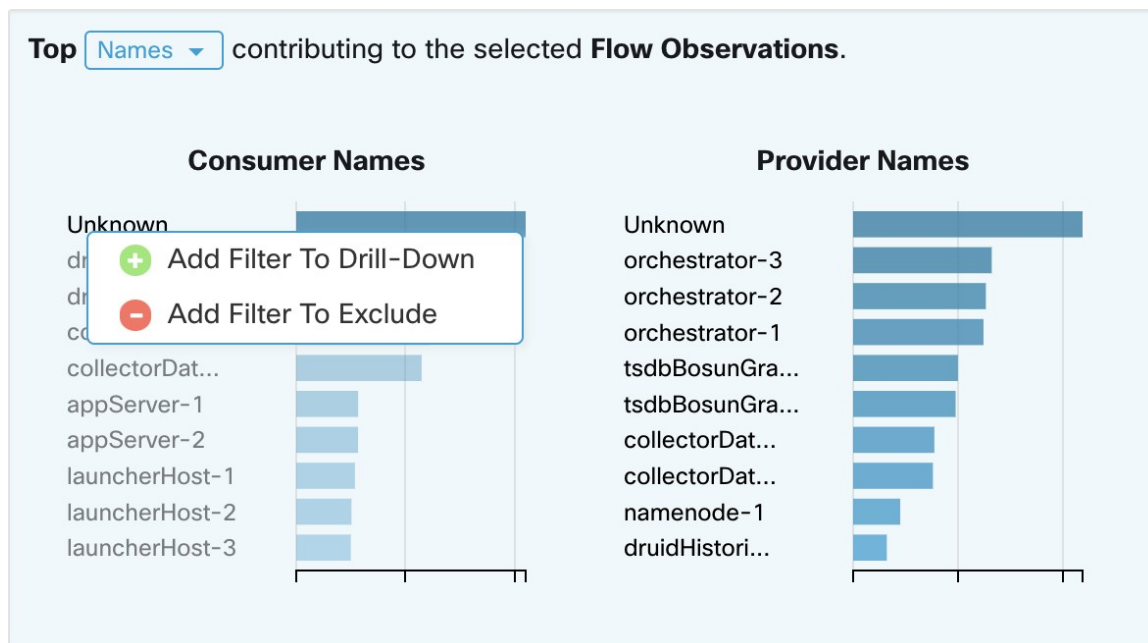 Top Names contributing to the selected Flow Observations.
Consumer Names
Unknown
Add Filter To Drill-Down
Add Filter To Exclude
collectorDat...
appServer-1
appServer-2
launcherHost-1
launcherHost-2
launcherHost-3
Provider Names
Unknown
orchestrator-3
orchestrator-2
orchestrator-1
tsdbBosunGra...
tsdbBosunGra...
collectorDat...
collectorDat...
namenode-1
druidHistori...